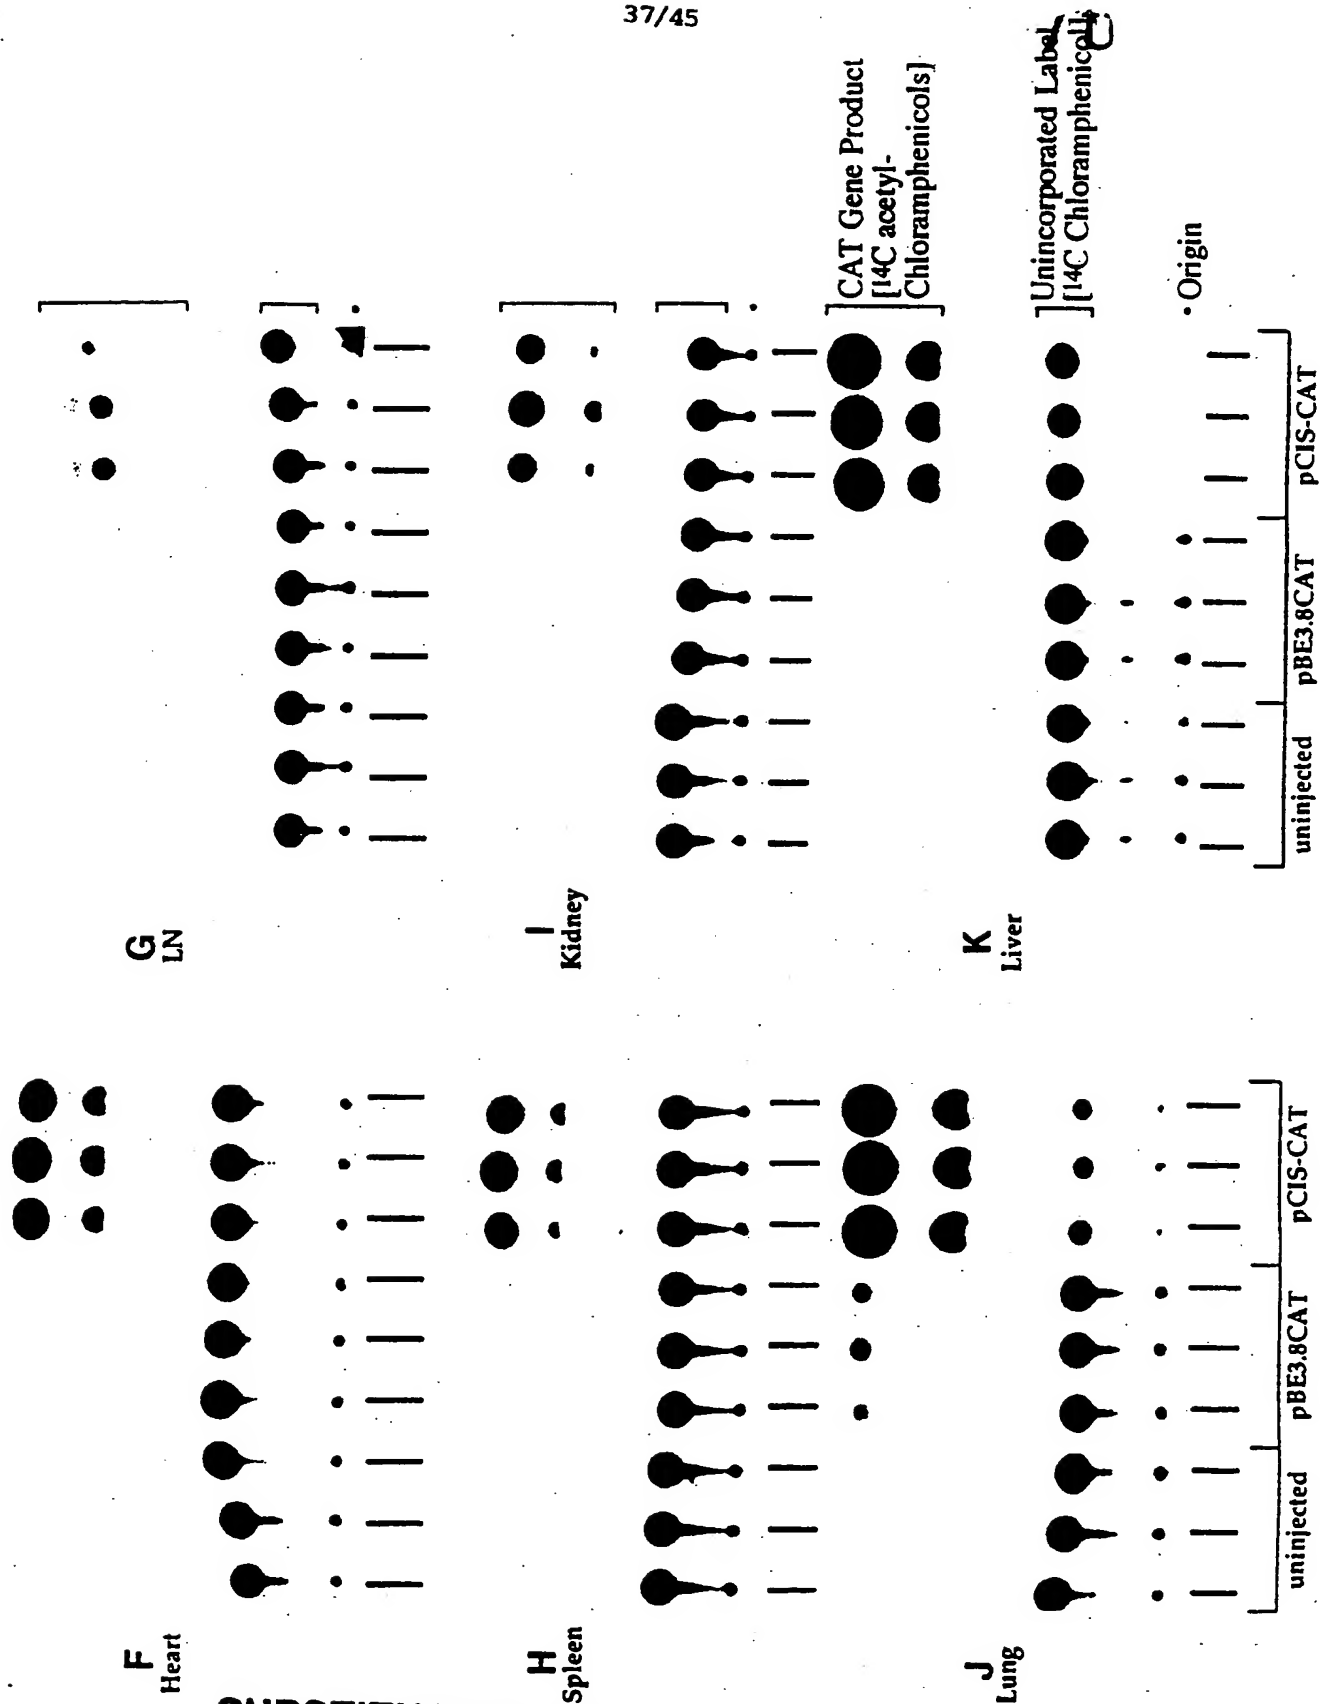 37/45
F
Heart
G
LN
H
Spleen
I
Kidney
J
Lung
K
Liver
CAT Gene Product
[14C acetyl-
Chloramphenicols]
Unincorporated Label
[14C Chloramphenicol]
Origin
uninjected
pBE3.8CAT
pCIS-CAT
uninjected
pBE3.8CAT
pCIS-CAT